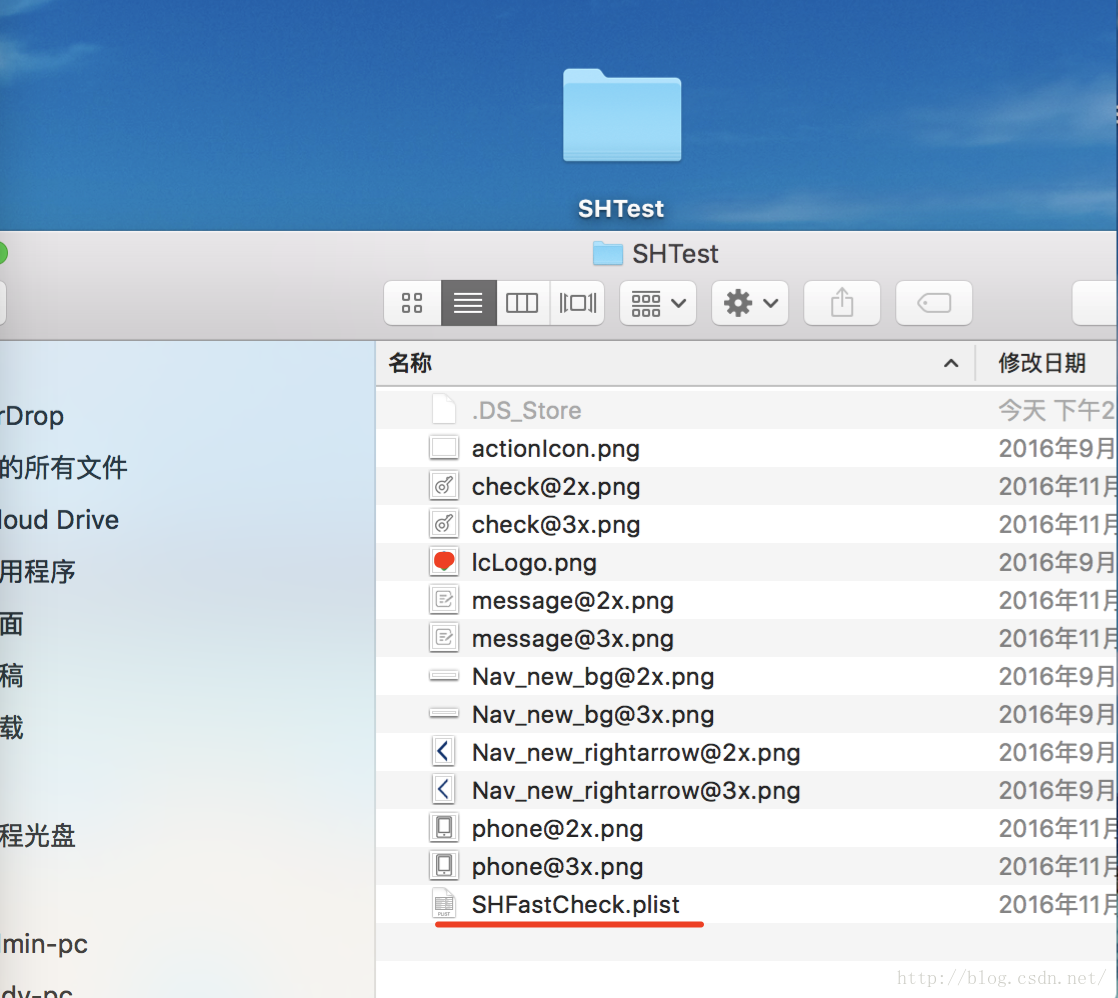 SHTest
SHTest
名称 修改日期
.DS_Store 今天 下午2
rDrop
actionIcon.png 2016年9月
的所有文件
check@2x.png 2016年11月
loud Drive
check@3x.png 2016年11月
用程序
lcLogo.png 2016年9月
面
message@2x.png 2016年11月
message@3x.png 2016年11月
稿
Nav_new_bg@2x.png 2016年9月
载
Nav_new_bg@3x.png 2016年9月
Nav_new_rightarrow@2x.png 2016年9月
Nav_new_rightarrow@3x.png 2016年9月
程光盘
phone@2x.png 2016年11月
phone@3x.png 2016年11月
PLIST SHFastCheck.plist 2016年11月
lmin-pc
dy-pc
http://blog.csdn.net/